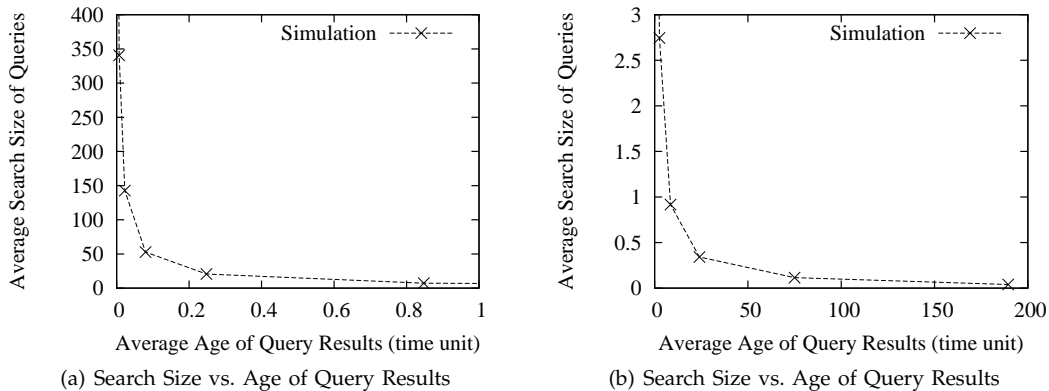 Average Search Size of Queries
400
350
300
250
200
150
100
50
0
Simulation
0 0.2 0.4 0.6 0.8 1
Average Age of Query Results (time unit)
(a) Search Size vs. Age of Query Results
Average Search Size of Queries
3
2.5
2
1.5
1
0.5
0
Simulation
0 50 100 150 200
Average Age of Query Results (time unit)
(b) Search Size vs. Age of Query Results